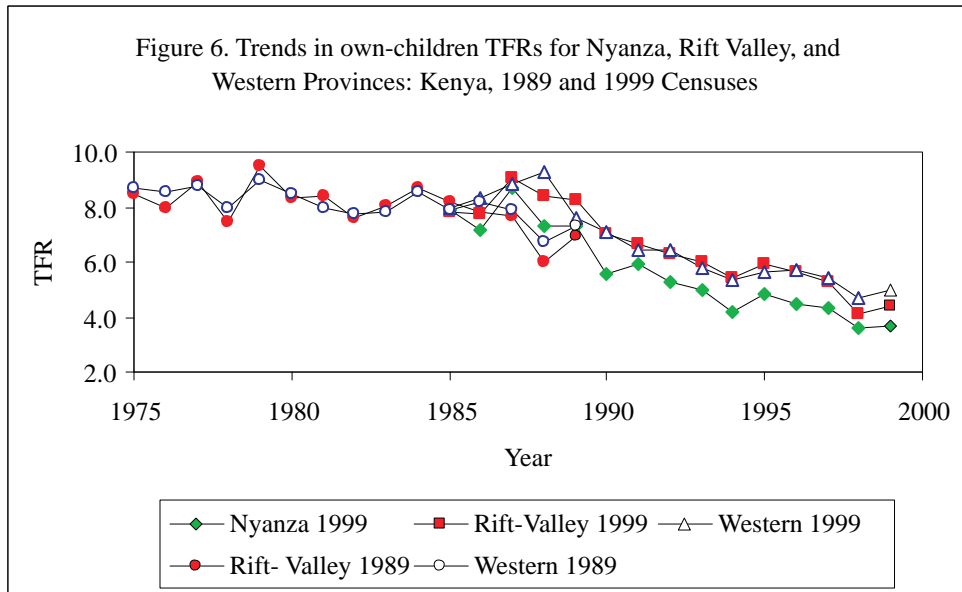 Figure 6. Trends in own-children TFRs for Nyanza, Rift Valley, and
Western Provinces: Kenya, 1989 and 1999 Censuses
10.0
8.0
6.0
4.0
2.0
TFR
1975 1980 1985 1990 1995 2000
Year
Nyanza 1999 Rift-Valley 1999 Western 1999
Rift- Valley 1989 Western 1989